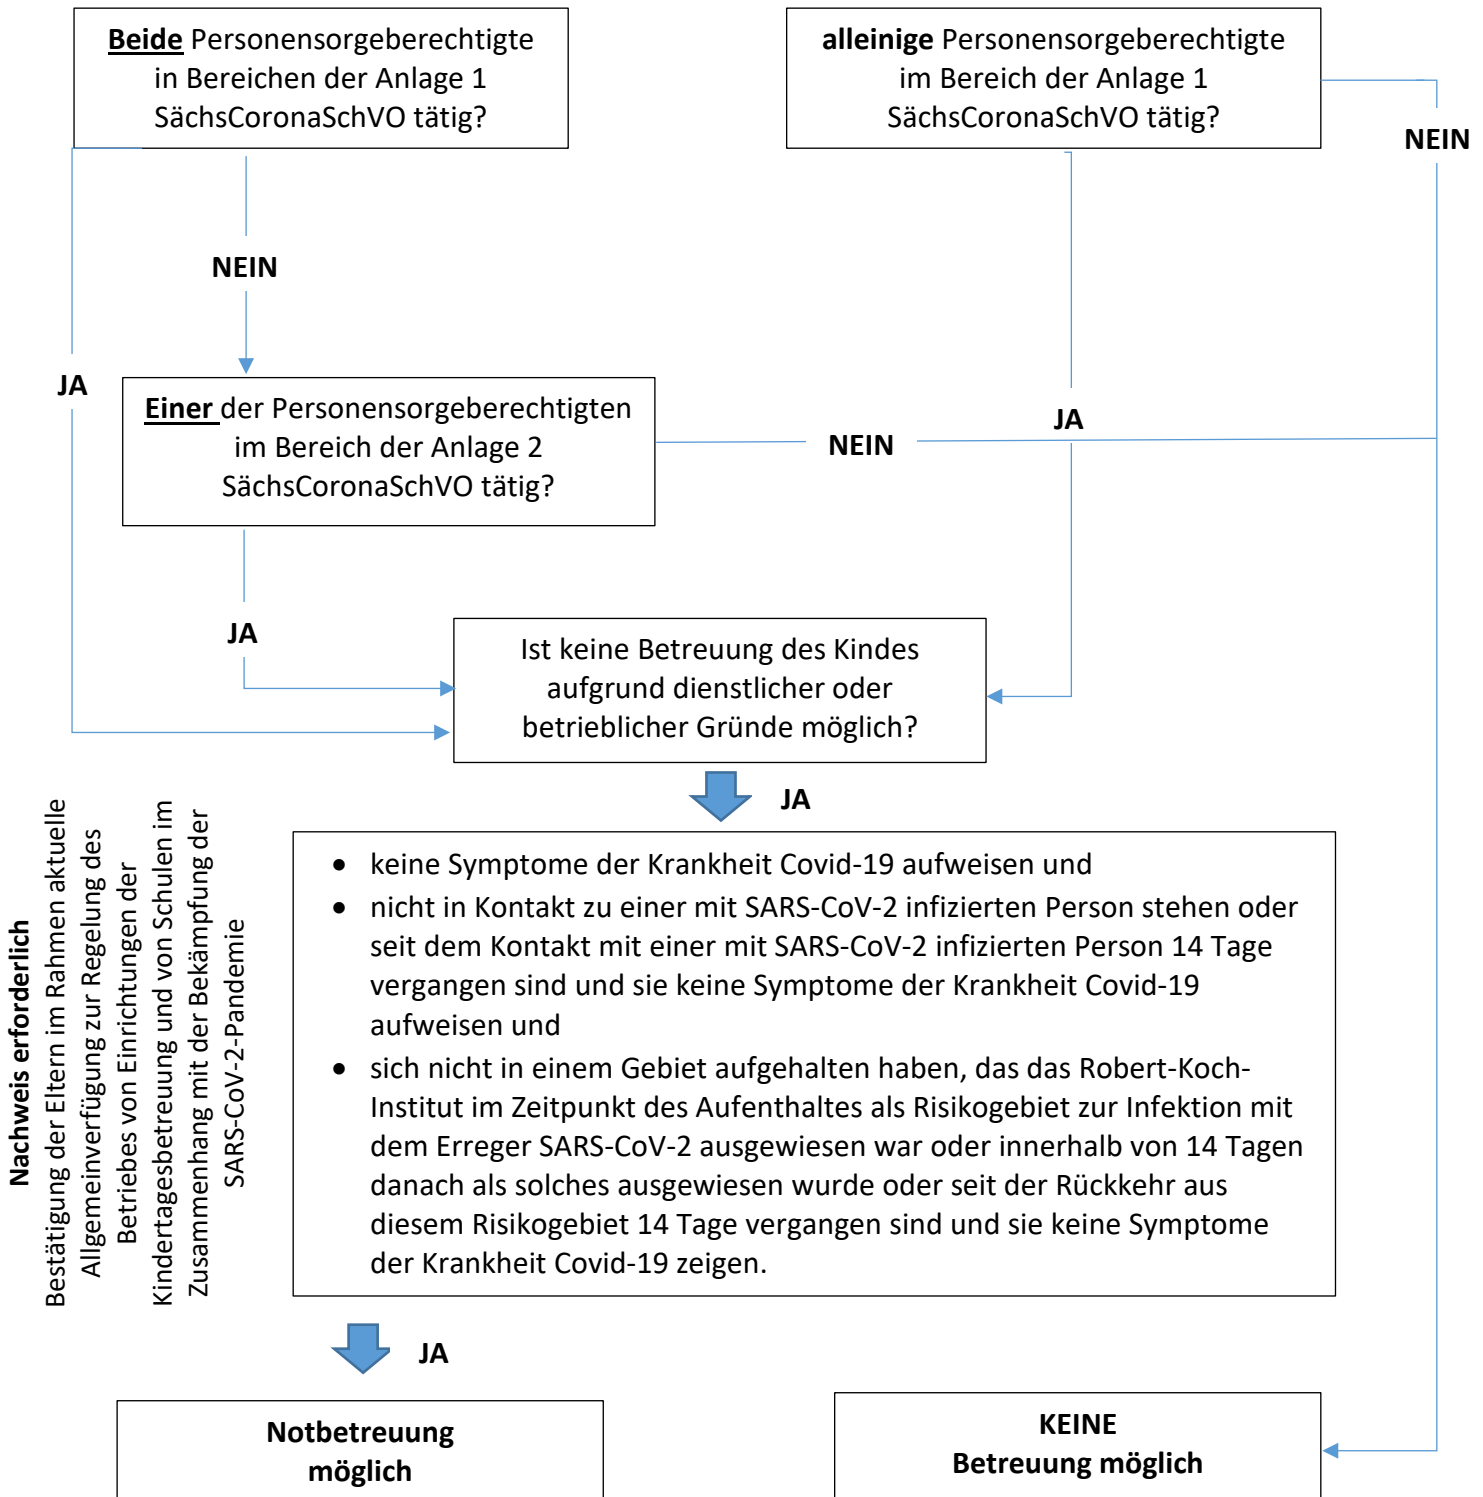 Beide Personensorgeberechtigte
in Bereichen der Anlage 1
SächsCoronaSchVO tätig?
alleinige Personensorgeberechtigte
im Bereich der Anlage 1
SächsCoronaSchVO tätig?
NEIN
NEIN
JA
Einer der Personensorgeberechtigten
im Bereich der Anlage 2
SächsCoronaSchVO tätig?
NEIN
JA
JA
Ist keine Betreuung des Kindes
aufgrund dienstlicher oder
betrieblicher Gründe möglich?
JA
Nachweis erforderlich
Bestätigung der Eltern im Rahmen aktuelle
Allgemeinverfügung zur Regelung des
Betriebes von Einrichtungen der
Kindertagesbetreuung und von Schulen im
Zusammenhang mit der Bekämpfung der
SARS-CoV-2-Pandemie
• keine Symptome der Krankheit Covid-19 aufweisen und
• nicht in Kontakt zu einer mit SARS-CoV-2 infizierten Person stehen oder
seit dem Kontakt mit einer mit SARS-CoV-2 infizierten Person 14 Tage
vergangen sind und sie keine Symptome der Krankheit Covid-19
aufweisen und
• sich nicht in einem Gebiet aufgehalten haben, das das Robert-Koch-
Institut im Zeitpunkt des Aufenthaltes als Risikogebiet zur Infektion mit
dem Erreger SARS-CoV-2 ausgewiesen war oder innerhalb von 14 Tagen
danach als solches ausgewiesen wurde oder seit der Rückkehr aus
diesem Risikogebiet 14 Tage vergangen sind und sie keine Symptome
der Krankheit Covid-19 zeigen.
JA
Notbetreuung
möglich
KEINE
Betreuung möglich